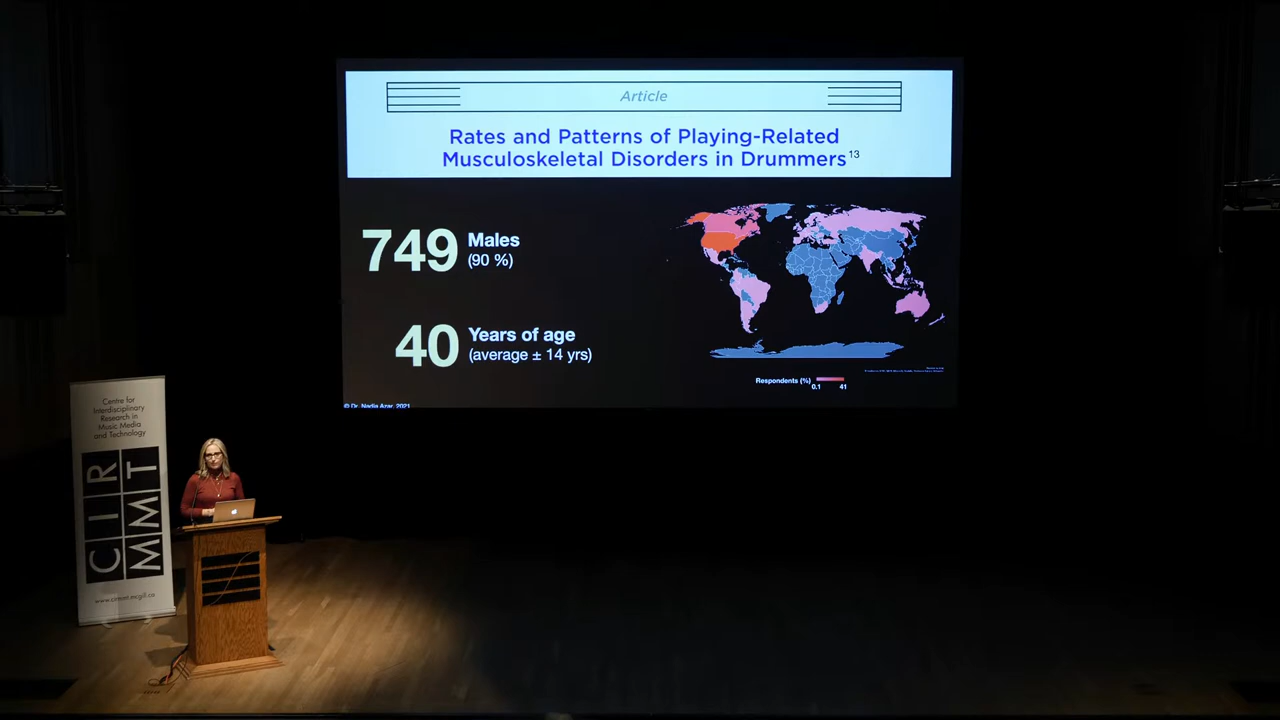 Article
Rates and Patterns of Playing-Related
Musculoskeletal Disorders in Drummers13
749 Males
(90 %)
40 Years of age
(average ± 14 yrs)
Respondents (%)
0.1 41
© Dr. Nadia Azar, 2021
Centre for
Interdisciplinary
Research in
Music Media
and Technology
CIRMMT
www.cirmmt.mcgill.ca